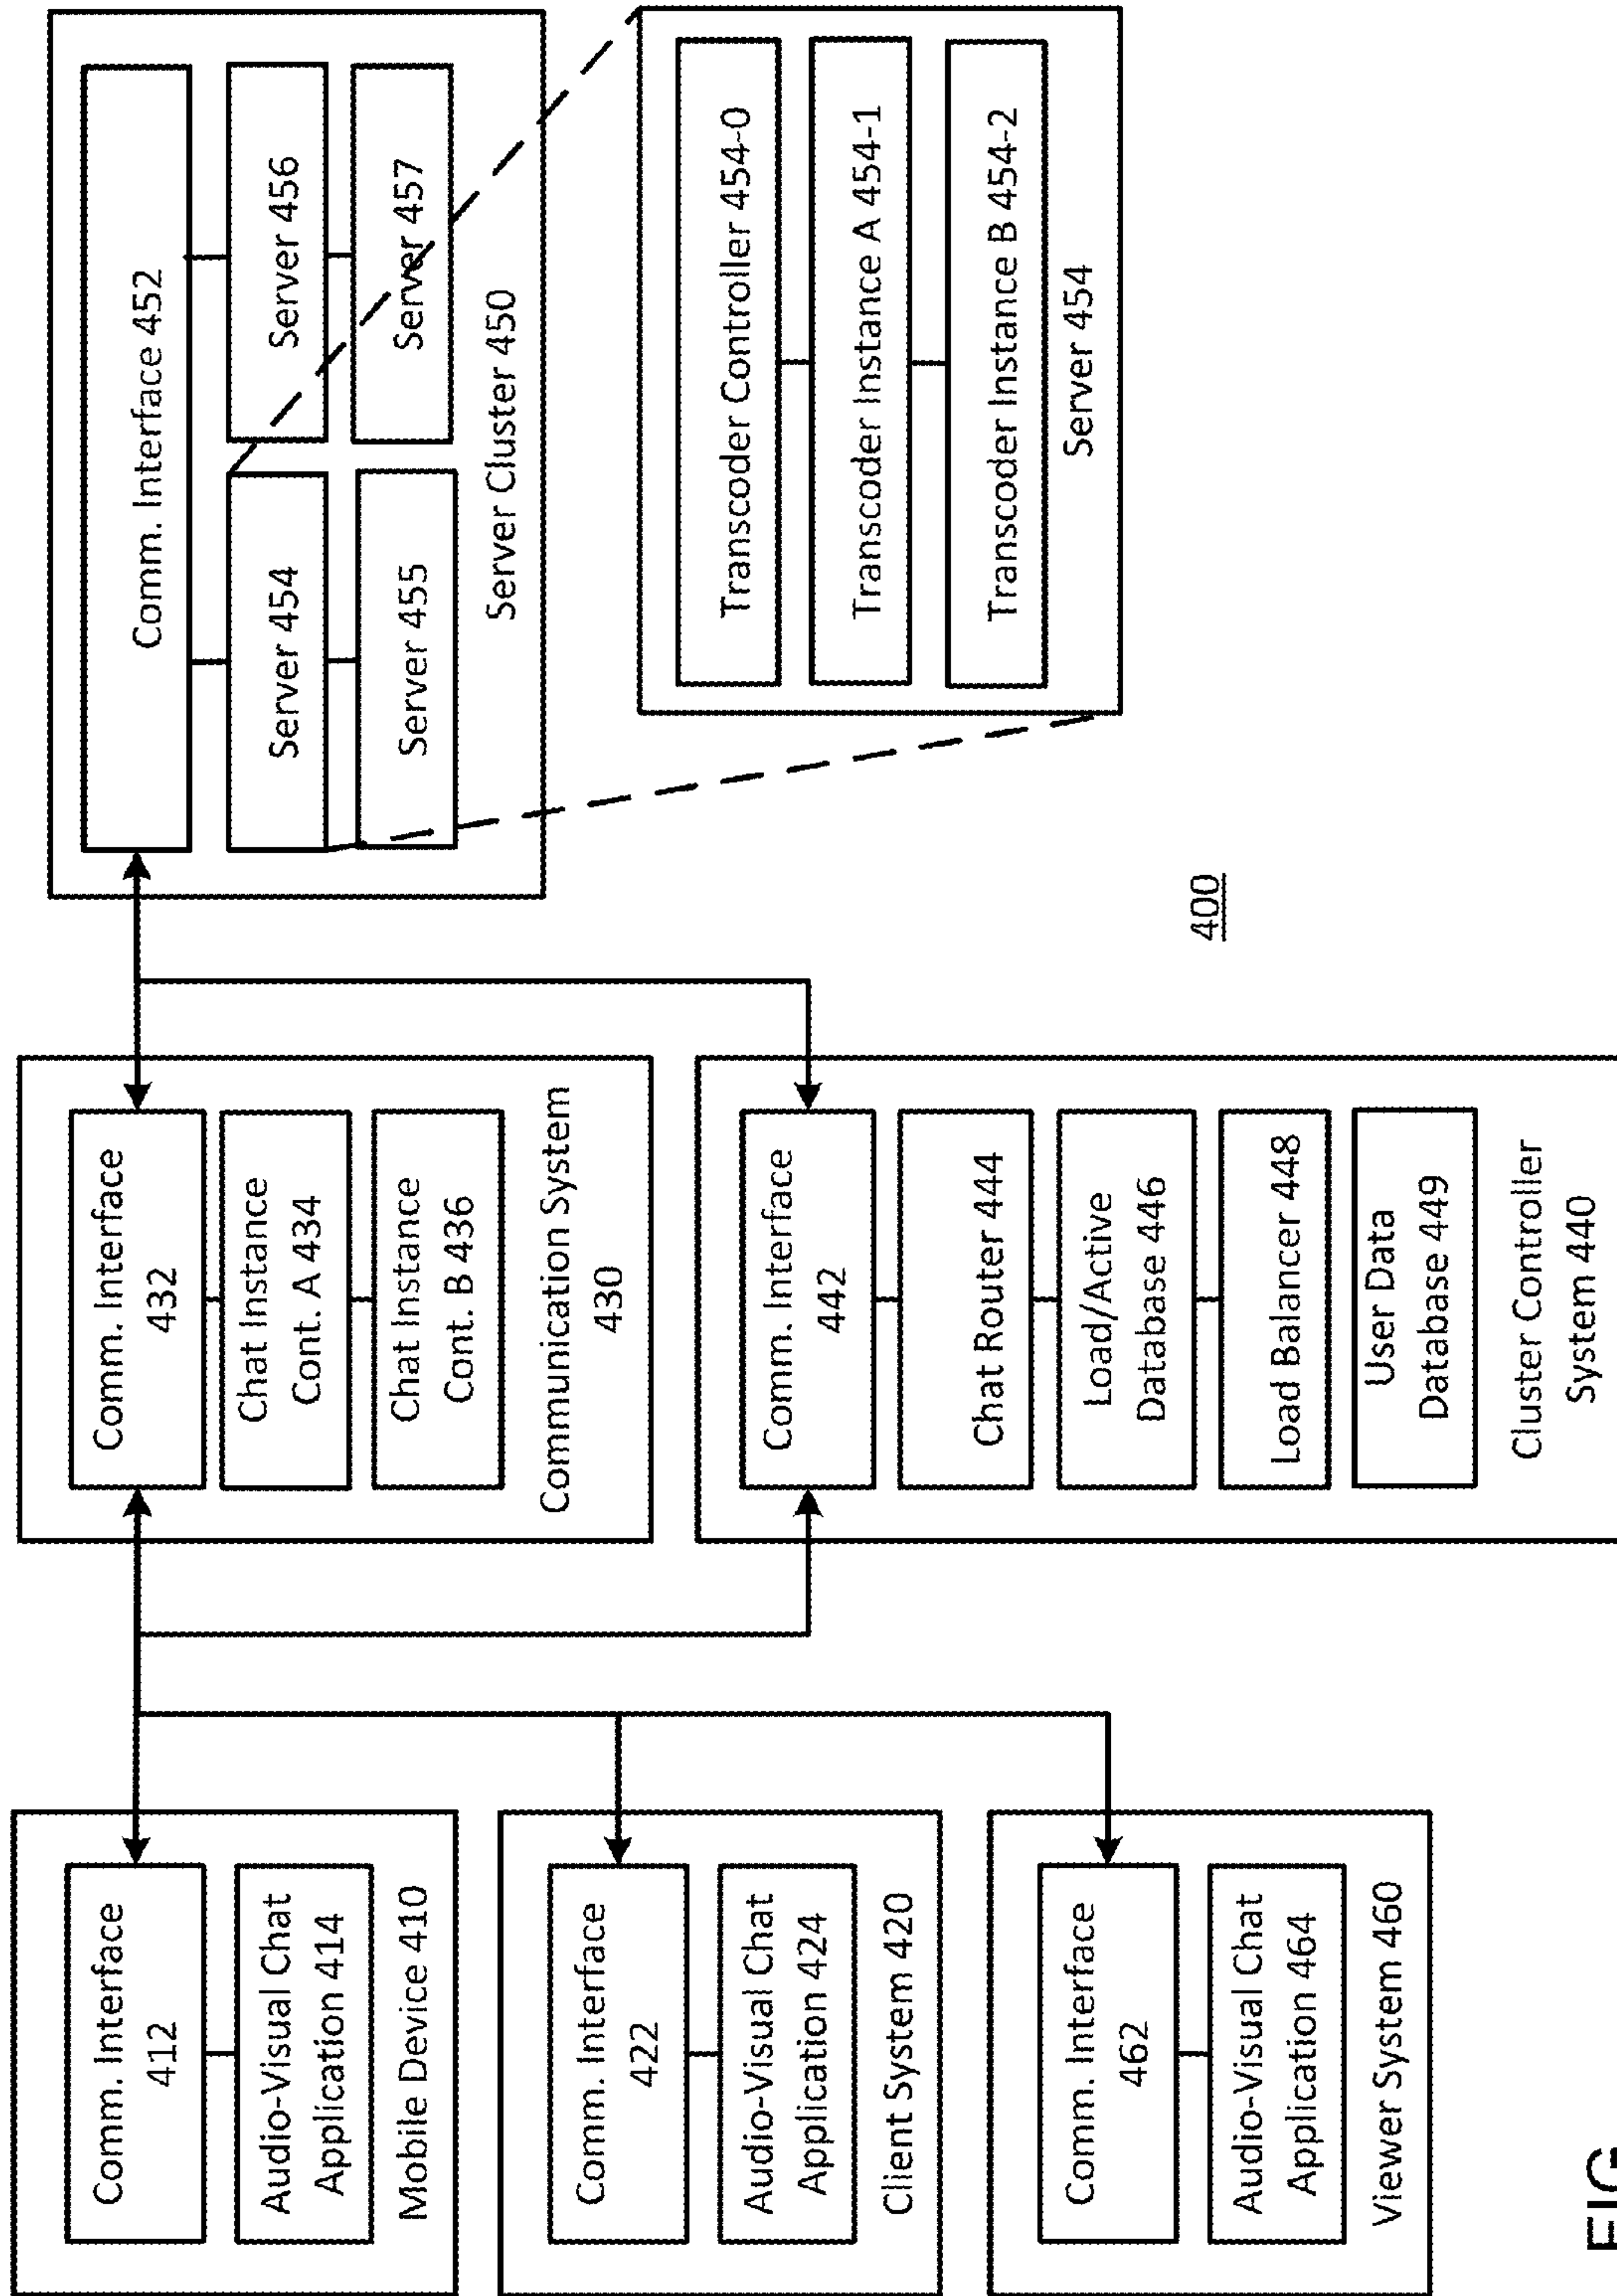 Comm. Interface
412
Audio-Visual Chat
Application 414
Mobile Device 410
Comm. Interface
422
Audio-Visual Chat
Application 424
Client System 420
Comm. Interface
462
Audio-Visual Chat
Application 464
Viewer System 460
Comm. Interface
432
Chat Instance
Cont. A 434
Chat Instance
Cont. B 436
Communication System
430
Comm. Interface
442
Chat Router 444
Load/Active
Database 446
Load Balancer 448
User Data
Database 449
Cluster Controller
System 440
Comm. Interface 452
Server 454
Server 456
Server 455
Server 457
Server Cluster 450
Transcoder Controller 454-0
Transcoder Instance A 454-1
Transcoder Instance B 454-2
Server 454
400
FIG